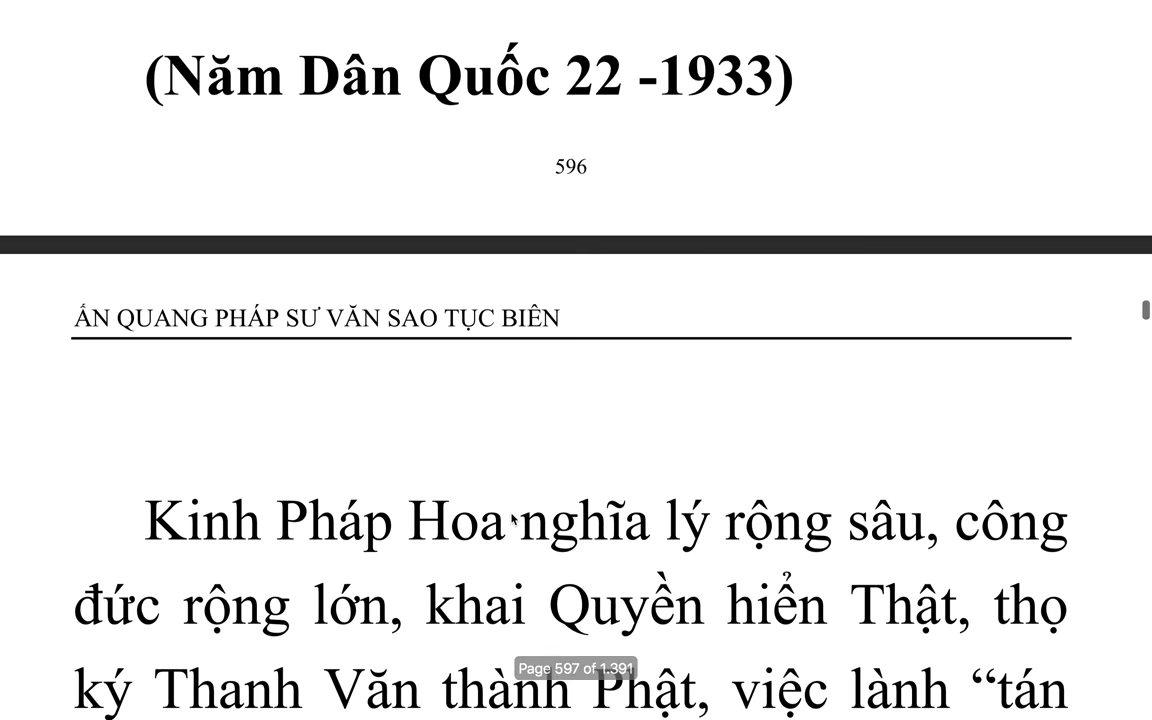 (Năm Dân Quốc 22 -1933)
596
ẤN QUANG PHÁP SƯ VĂN SAO TỤC BIÊN
Kinh Pháp Hoa nghĩa lý rộng sâu, công
đức rộng lớn, khai Quyền hiển Thật, thọ
Page 597 of 1.391
ký Thanh Văn thành Phật, việc lành “tán